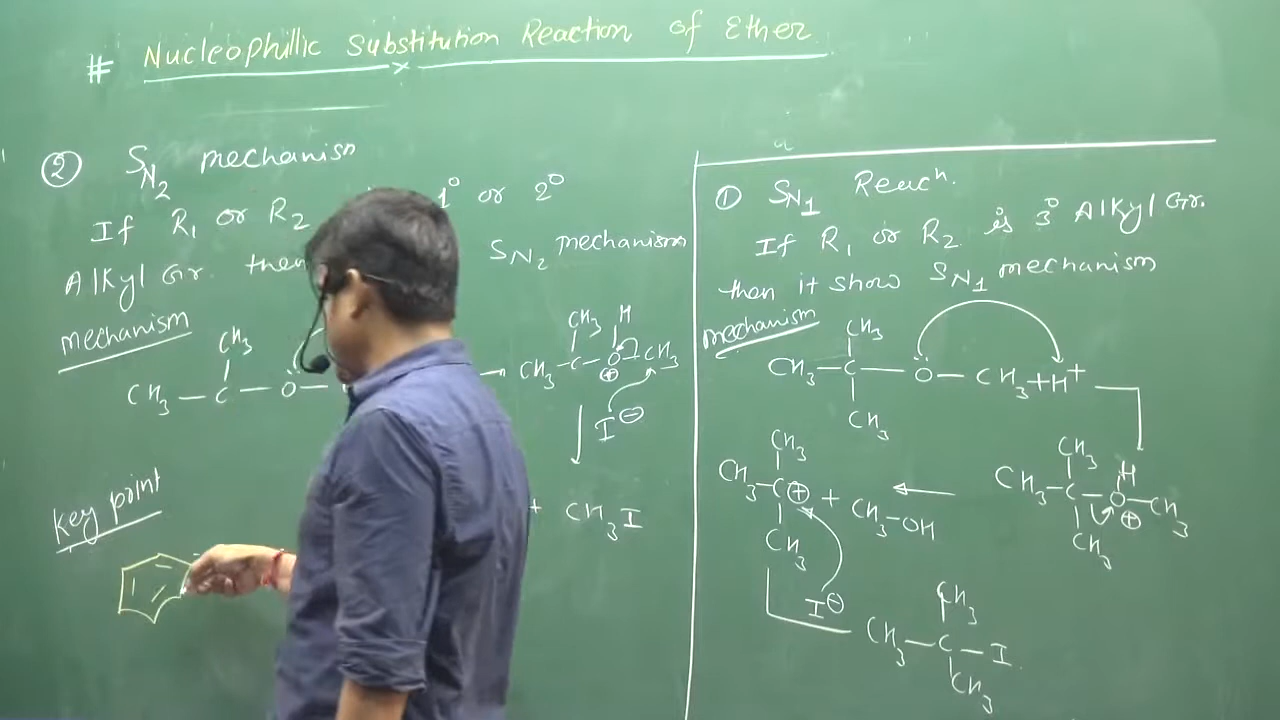 # Nucleophillic Substitution Reaction of Ether
② SN2 mechanism
If R1 or R2 1° or 2°
Alkyl Gr. then SN2 mechanism
mechanism
CH3
CH3 — C — Ö —
CH3 H
CH3 — C — O ⊕ CH3
I⊖
+ CH3I
Key point
① SN1 Reacn.
If R1 or R2 is 3° Alkyl Gr.
then it show SN1 mechanism
mechanism
CH3
CH3 — C — Ö — CH3 + H+
CH3
CH3 H
CH3 — C — O ⊕ — CH3
CH3
CH3
CH3 — C ⊕ + CH3 — OH
CH3
I⊖
CH3
CH3 — C — I
CH3